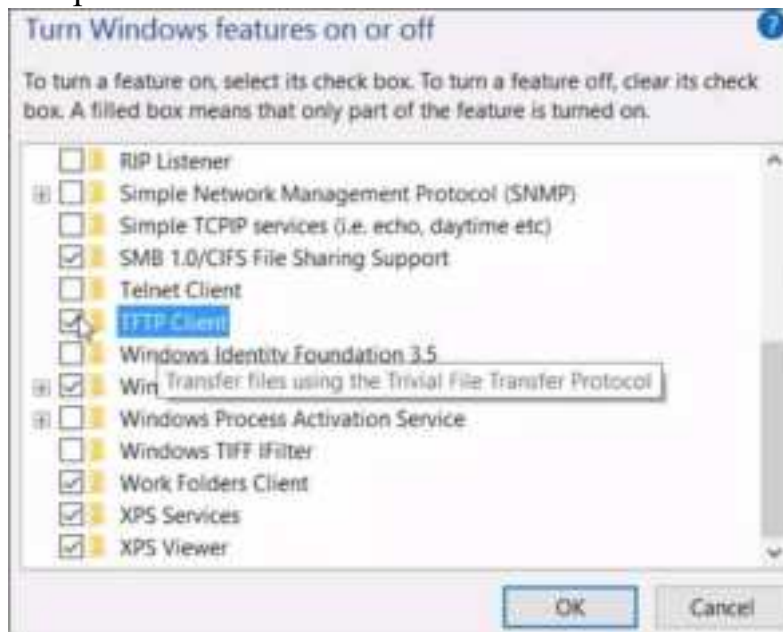 Turn Windows features on or off
?
To turn a feature on, select its check box. To turn a feature off, clear its check
box. A filled box means that only part of the feature is turned on.
RIP Listener
Simple Network Management Protocol (SNMP)
Simple TCPIP services (i.e. echo, daytime etc)
SMB 1.0/CIFS File Sharing Support
Telnet Client
TFTP Client
Windows Identity Foundation 3.5
Win
Transfer files using the Trivial File Transfer Protocol
Windows Process Activation Service
Windows TIFF IFilter
Work Folders Client
XPS Services
XPS Viewer
OK Cancel